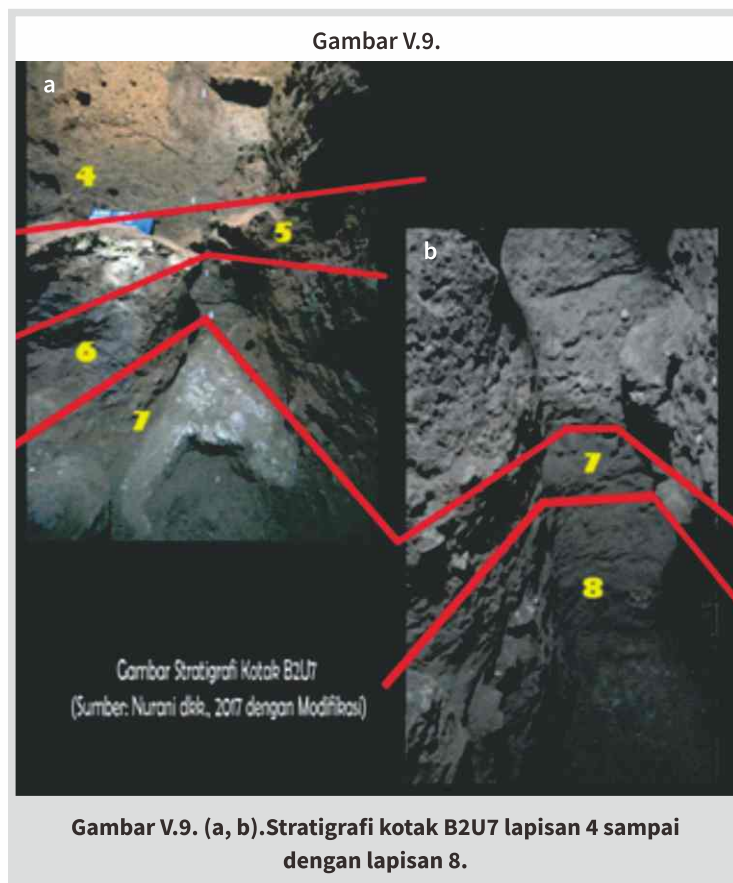 Gambar V.9.
a
4
5
b
6
7
7
8
Gambar Stratigrafi Kotak B2U7
(Sumber: Nurani dkk., 2017 dengan Modifikasi)
Gambar V.9. (a, b).Stratigrafi kotak B2U7 lapisan 4 sampai
dengan lapisan 8.